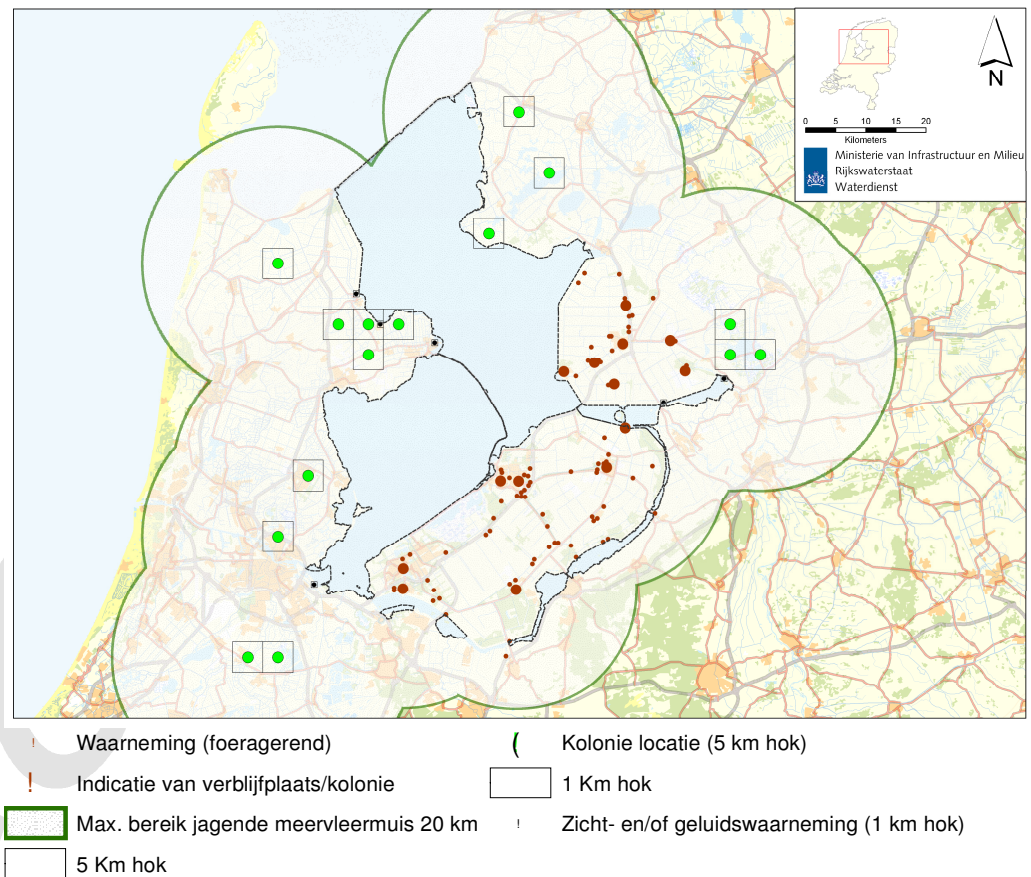 N
0 5 10 15 20
Kilometers
Ministerie van Infrastructuur en Milieu
Rijkswaterstaat
Waterdienst
! Waarneming (foeragerend)
! Indicatie van verblijfplaats/kolonie
Max. bereik jagende meervleermuis 20 km
5 Km hok
( Kolonie locatie (5 km hok)
1 Km hok
! Zicht- en/of geluidswaarneming (1 km hok)